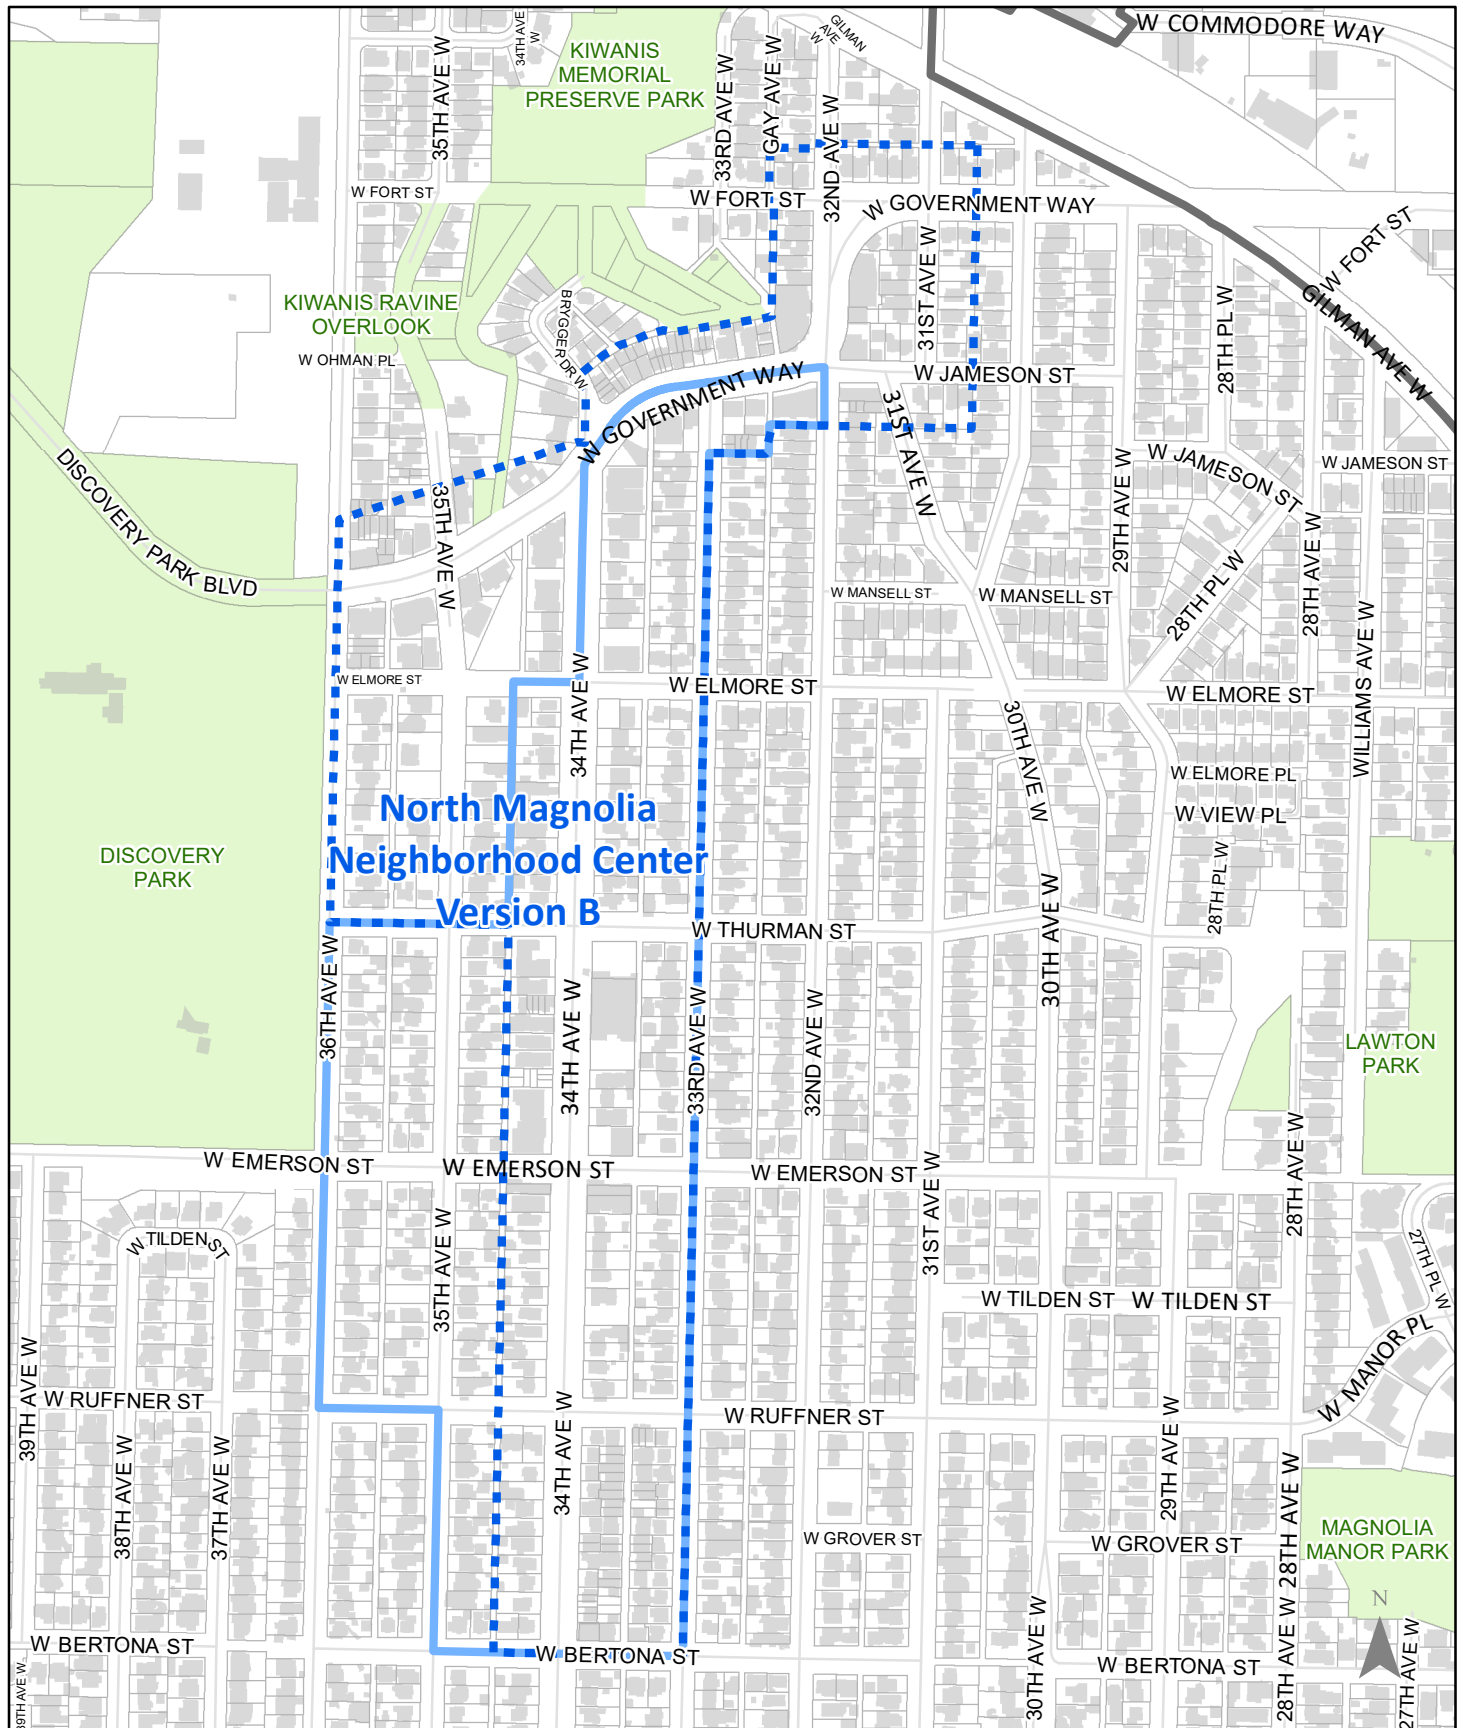 W COMMODORE WAY
34TH AVE
W
35TH AVE W
KIWANIS
MEMORIAL
PRESERVE PARK
33RD AVE W
GAY AVE W
GILMAN
AVE
W
32ND AVE W
W FORT ST
W FORT ST
W GOVERNMENT WAY
W FORT ST
31ST AVE W
KIWANIS RAVINE
OVERLOOK
BRYGGER DR W
28TH PL W
GILMAN AVE W
W OHMAN PL
W GOVERNMENT WAY
W JAMESON ST
31ST AVE W
DISCOVERY PARK BLVD
35TH AVE W
29TH AVE W
W JAMESON ST
W JAMESON ST
28TH AVE W
W MANSELL ST
W MANSELL ST
28TH PL W
WILLIAMS AVE W
W ELMORE ST
34TH AVE W
W ELMORE ST
W ELMORE ST
30TH AVE W
W ELMORE PL
W VIEW PL
North Magnolia
Neighborhood Center
Version B
DISCOVERY
PARK
28TH PL W
W THURMAN ST
30TH AVE W
36TH AVE W
34TH AVE W
33RD AVE W
32ND AVE W
LAWTON
PARK
W EMERSON ST
W EMERSON ST
W EMERSON ST
28TH AVE W
31ST AVE W
W TILDEN ST
35TH AVE W
27TH PL W
W TILDEN ST
W TILDEN ST
W MANOR PL
39TH AVE W
W RUFFNER ST
34TH AVE W
W RUFFNER ST
29TH AVE W
38TH AVE W
37TH AVE W
28TH AVE W
W GROVER ST
W GROVER ST
MAGNOLIA
MANOR PARK
N
W BERTONA ST
W BERTONA ST
30TH AVE W
W BERTONA ST
28TH AVE W
27TH AVE W
39TH AVE W